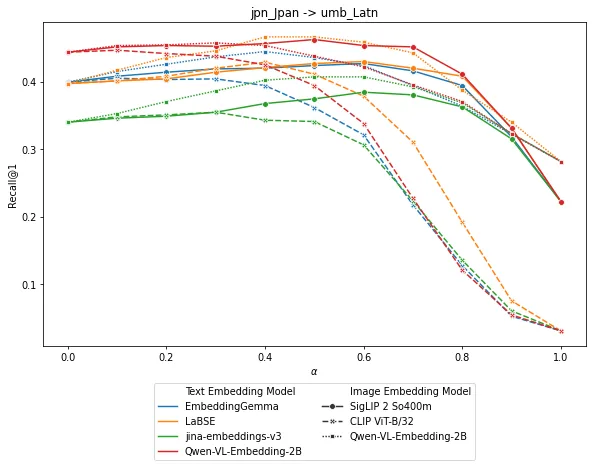 jpn_Jpan -> umb_Latn
Recall@1
0.4
0.3
0.2
0.1
0.0 0.2 0.4 0.6 0.8 1.0
α
Text Embedding Model
EmbeddingGemma
LaBSE
jina-embeddings-v3
Qwen-VL-Embedding-2B
Image Embedding Model
SigLIP 2 So400m
CLIP ViT-B/32
Qwen-VL-Embedding-2B